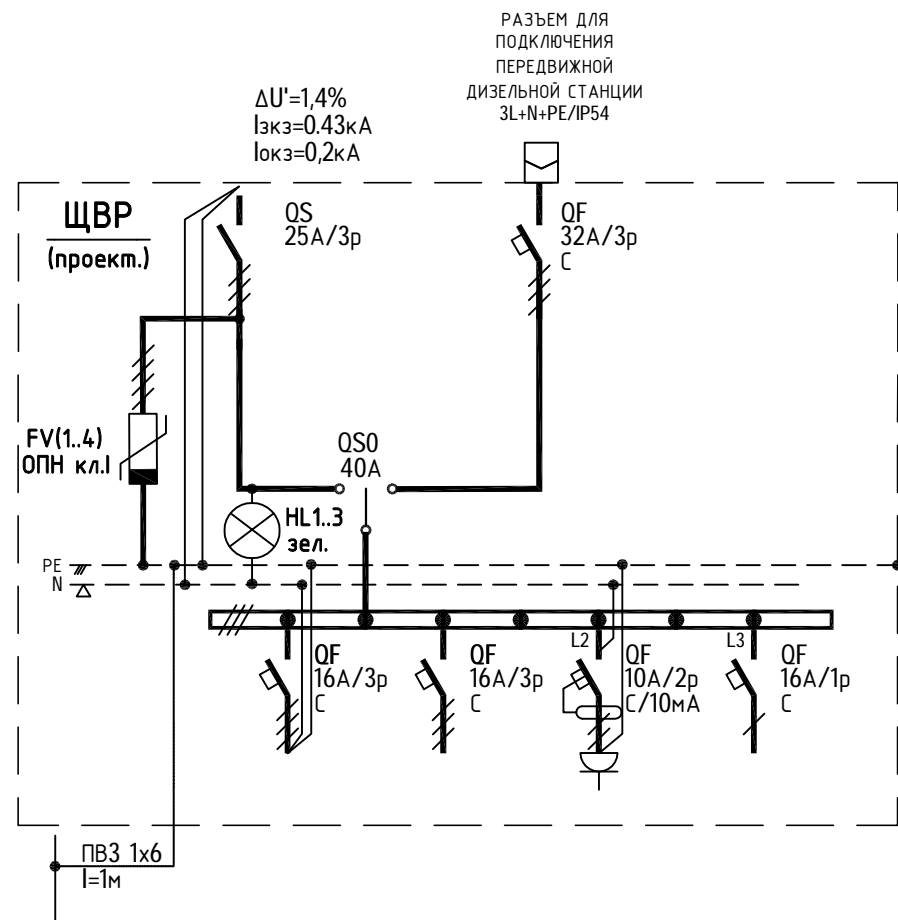 РАЗЪЕМ ДЛЯ
ПОДКЛЮЧЕНИЯ
ПЕРЕДВИЖНОЙ
ДИЗЕЛЬНОЙ СТАНЦИИ
3L+N+PE/IP54
ΔU'=1,4%
Iзкз=0.43кА
Iокз=0,2кА
ЩВР
(проект.)
QS
25А/3р
QF
32А/3р
С
FV(1..4)
ОПН кл.I
QS0
40А
HL1..3
зел.
PE
N
QF
16А/3р
С
QF
16А/3р
С
L2
QF
10А/2р
С/10мА
L3
QF
16А/1р
С
ПВ3 1х6
l=1м